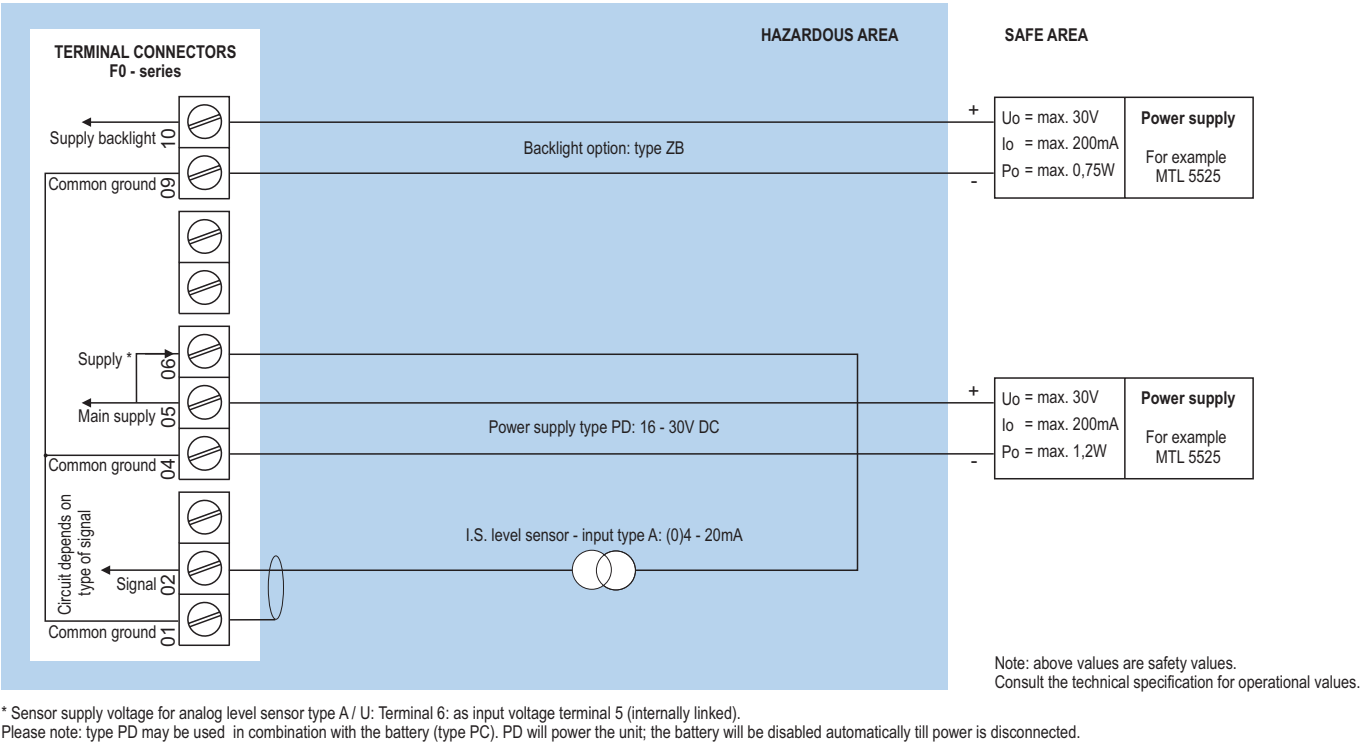 HAZARDOUS AREA
SAFE AREA
TERMINAL CONNECTORS
F0 - series
Supply backlight
10
Backlight option: type ZB
Common ground
09
+
-
Uo = max. 30V
Io = max. 200mA
Po = max. 0,75W
Power supply
For example
MTL 5525
Supply *
06
Main supply
05
Power supply type PD: 16 - 30V DC
Common ground
04
+
-
Uo = max. 30V
Io = max. 200mA
Po = max. 1,2W
Power supply
For example
MTL 5525
Circuit depends on
type of signal
I.S. level sensor - input type A: (0)4 - 20mA
Signal
02
Common ground
01
Note: above values are safety values.
Consult the technical specification for operational values.
* Sensor supply voltage for analog level sensor type A / U: Terminal 6: as input voltage terminal 5 (internally linked).
Please note: type PD may be used in combination with the battery (type PC). PD will power the unit; the battery will be disabled automatically till power is disconnected.